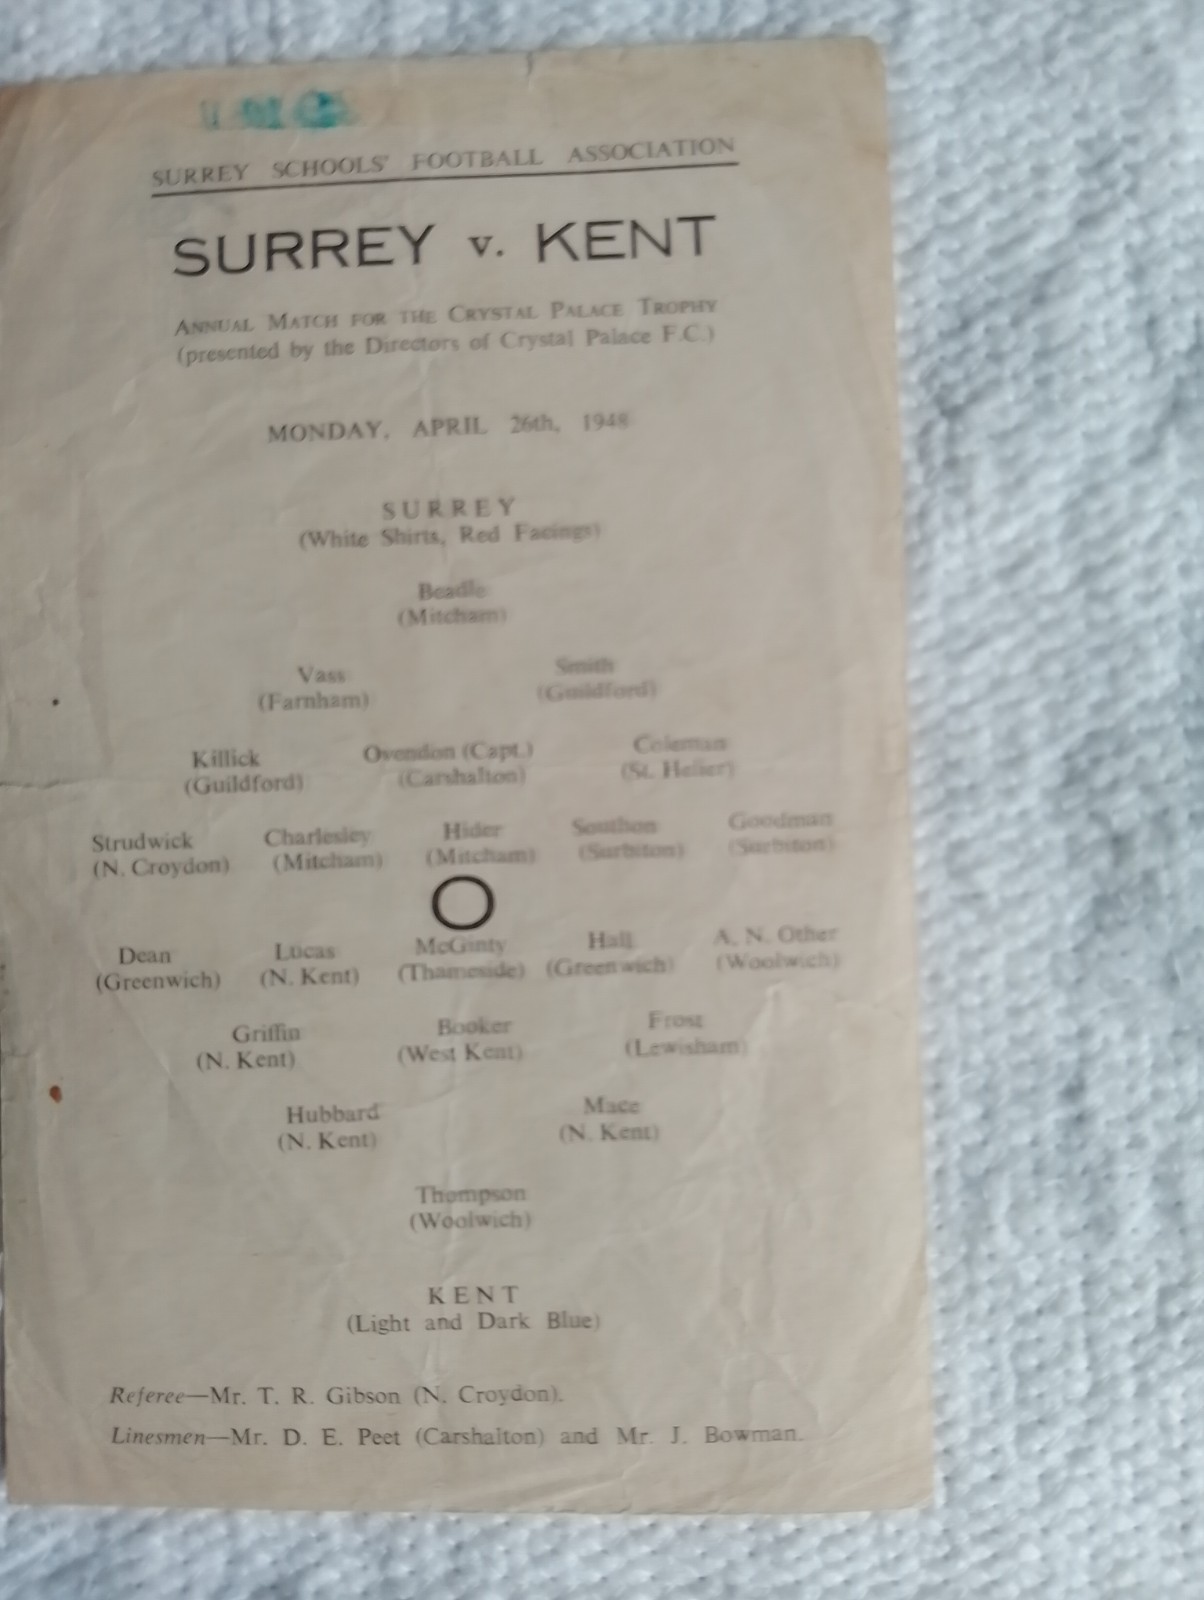 SURREY SCHOOLS' FOOTBALL ASSOCIATION
SURREY v. KENT
ANNUAL MATCH FOR THE CRYSTAL PALACE TROPHY
(presented by the Directors of Crystal Palace F.C.)
MONDAY, APRIL 26th, 1948
SURREY
(White Shirts, Red Facings)
Beadle
(Mitcham)
Vass Smith
(Farnham) (Guildford)
Killick Ovendon (Capt.) Coleman
(Guildford) (Carshalton) (St. Helier)
Strudwick Charlesley Hider Southon Goodman
(N. Croydon) (Mitcham) (Mitcham) (Surbiton) (Surbiton)
Dean Lucas McGinty Hall A. N. Other
(Greenwich) (N. Kent) (Thameside) (Greenwich) (Woolwich)
Griffin Booker Frost
(N. Kent) (West Kent) (Lewisham)
Hubbard Mace
(N. Kent) (N. Kent)
Thompson
(Woolwich)
KENT
(Light and Dark Blue)
Referee—Mr. T. R. Gibson (N. Croydon).
Linesmen—Mr. D. E. Peet (Carshalton) and Mr. J. Bowman.